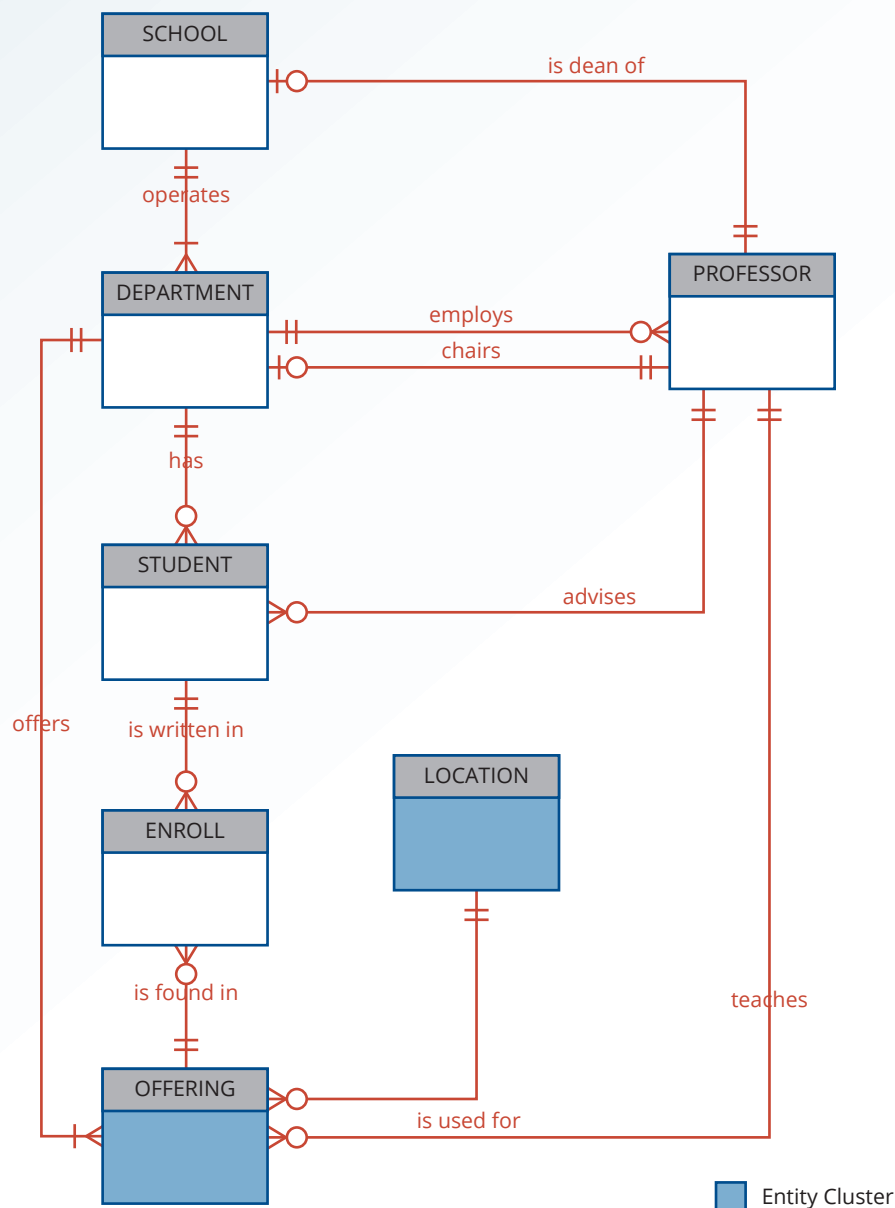 SCHOOL
is dean of
operates
PROFESSOR
DEPARTMENT
employs
chairs
has
STUDENT
advises
offers
is written in
LOCATION
ENROLL
is found in
teaches
OFFERING
is used for
Entity Cluster